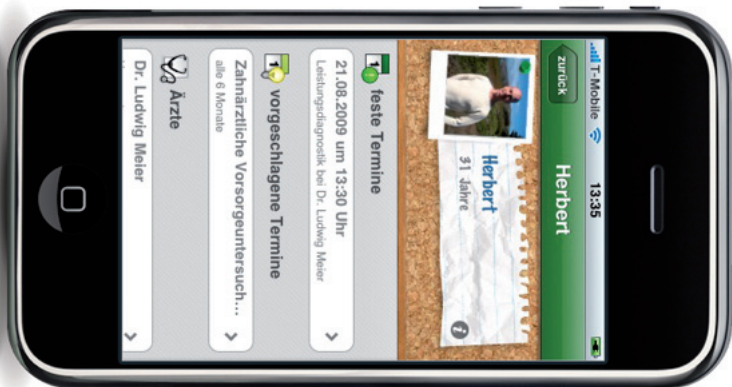 T-Mobile 13:35
zurück Herbert
Herbert
31 Jahre
feste Termine
21.08.2009 um 13:30 Uhr
Leistungsdiagnostik bei Dr. Ludwig Meier
vorgeschlagene Termine
Zahnärztliche Vorsorgeuntersuch...
alle 6 Monate
Ärzte
Dr. Ludwig Meier